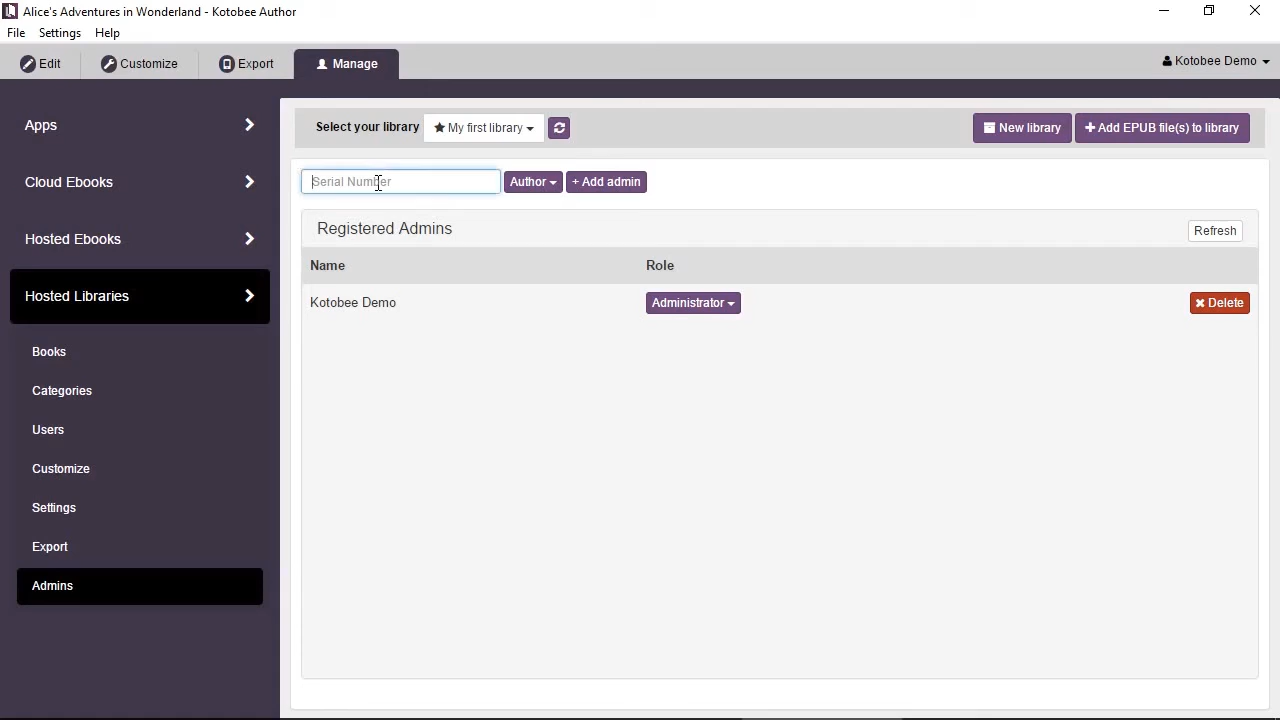 Alice's Adventures in Wonderland - Kotobee Author
File Settings Help
Edit Customize Export Manage Kotobee Demo
Apps
Cloud Ebooks
Hosted Ebooks
Hosted Libraries
Books
Categories
Users
Customize
Settings
Export
Admins
Select your library My first library New library + Add EPUB file(s) to library
Serial Number Author + Add admin
Registered Admins Refresh
Name Role
Kotobee Demo Administrator Delete